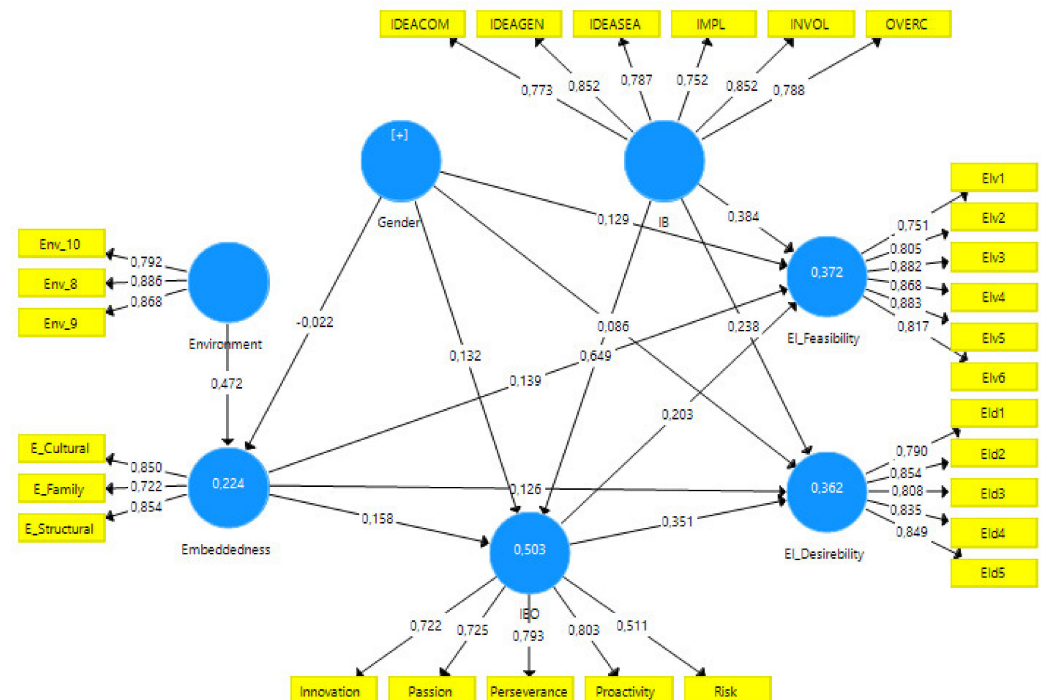 IDEACOM IDEAGEN IDEASEA IMPL INVOL OVERC
0,773 0,852 0,787 0,752 0,852 0,788
[+]
Gender
IB
Env_10
Env_8
Env_9
0,792
0,886
0,868
Environment
0,129
0,384
0,372
EI_Feasibility
EIv1
EIv2
EIv3
EIv4
EIv5
EIv6
0,751
0,805
0,882
0,868
0,883
0,817
-0,022
0,472
0,132
0,139
0,649
0,086
0,238
0,203
E_Cultural
E_Family
E_Structural
0,850
0,722
0,854
0,224
Embeddedness
0,158
0,126
0,351
0,503
IEO
0,362
EI_Desirebility
EId1
EId2
EId3
EId4
EId5
0,790
0,854
0,808
0,835
0,849
0,722 0,725 0,793 0,803 0,511
Innovation Passion Perseverance Proactivity Risk